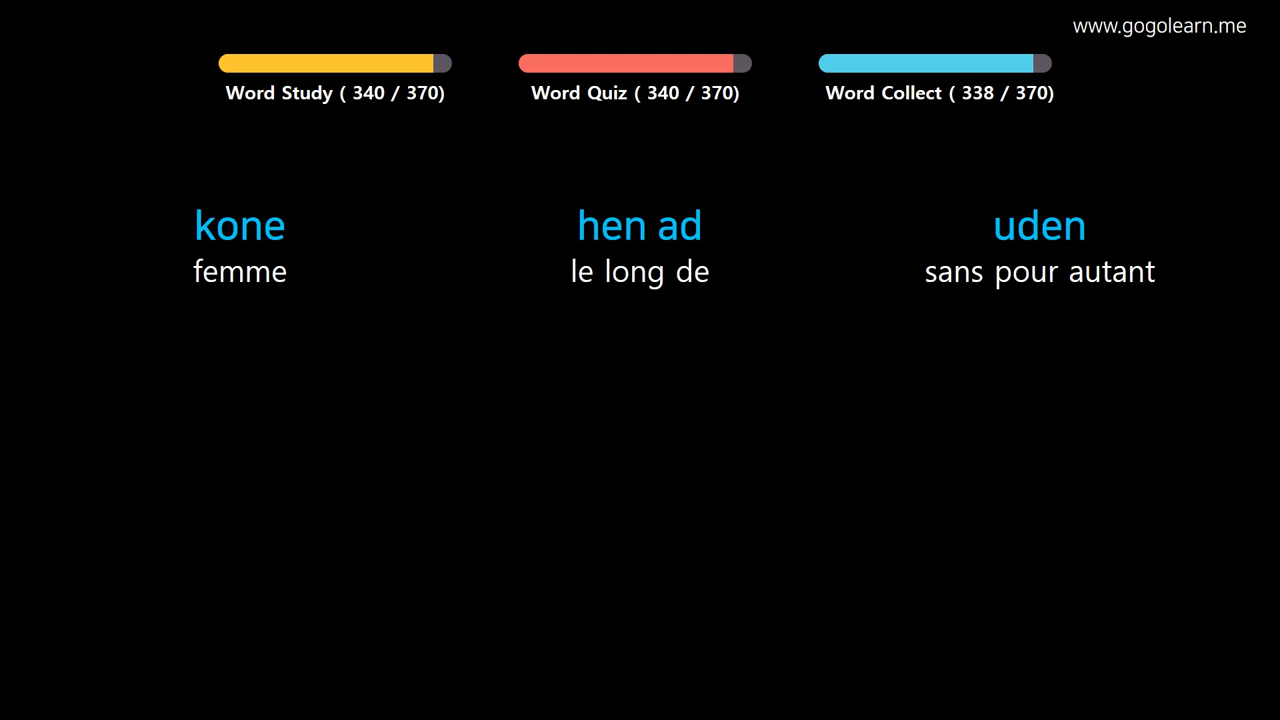 www.gogolearn.me
Word Study ( 340 / 370)
Word Quiz ( 340 / 370)
Word Collect ( 338 / 370)
kone
femme
hen ad
le long de
uden
sans pour autant